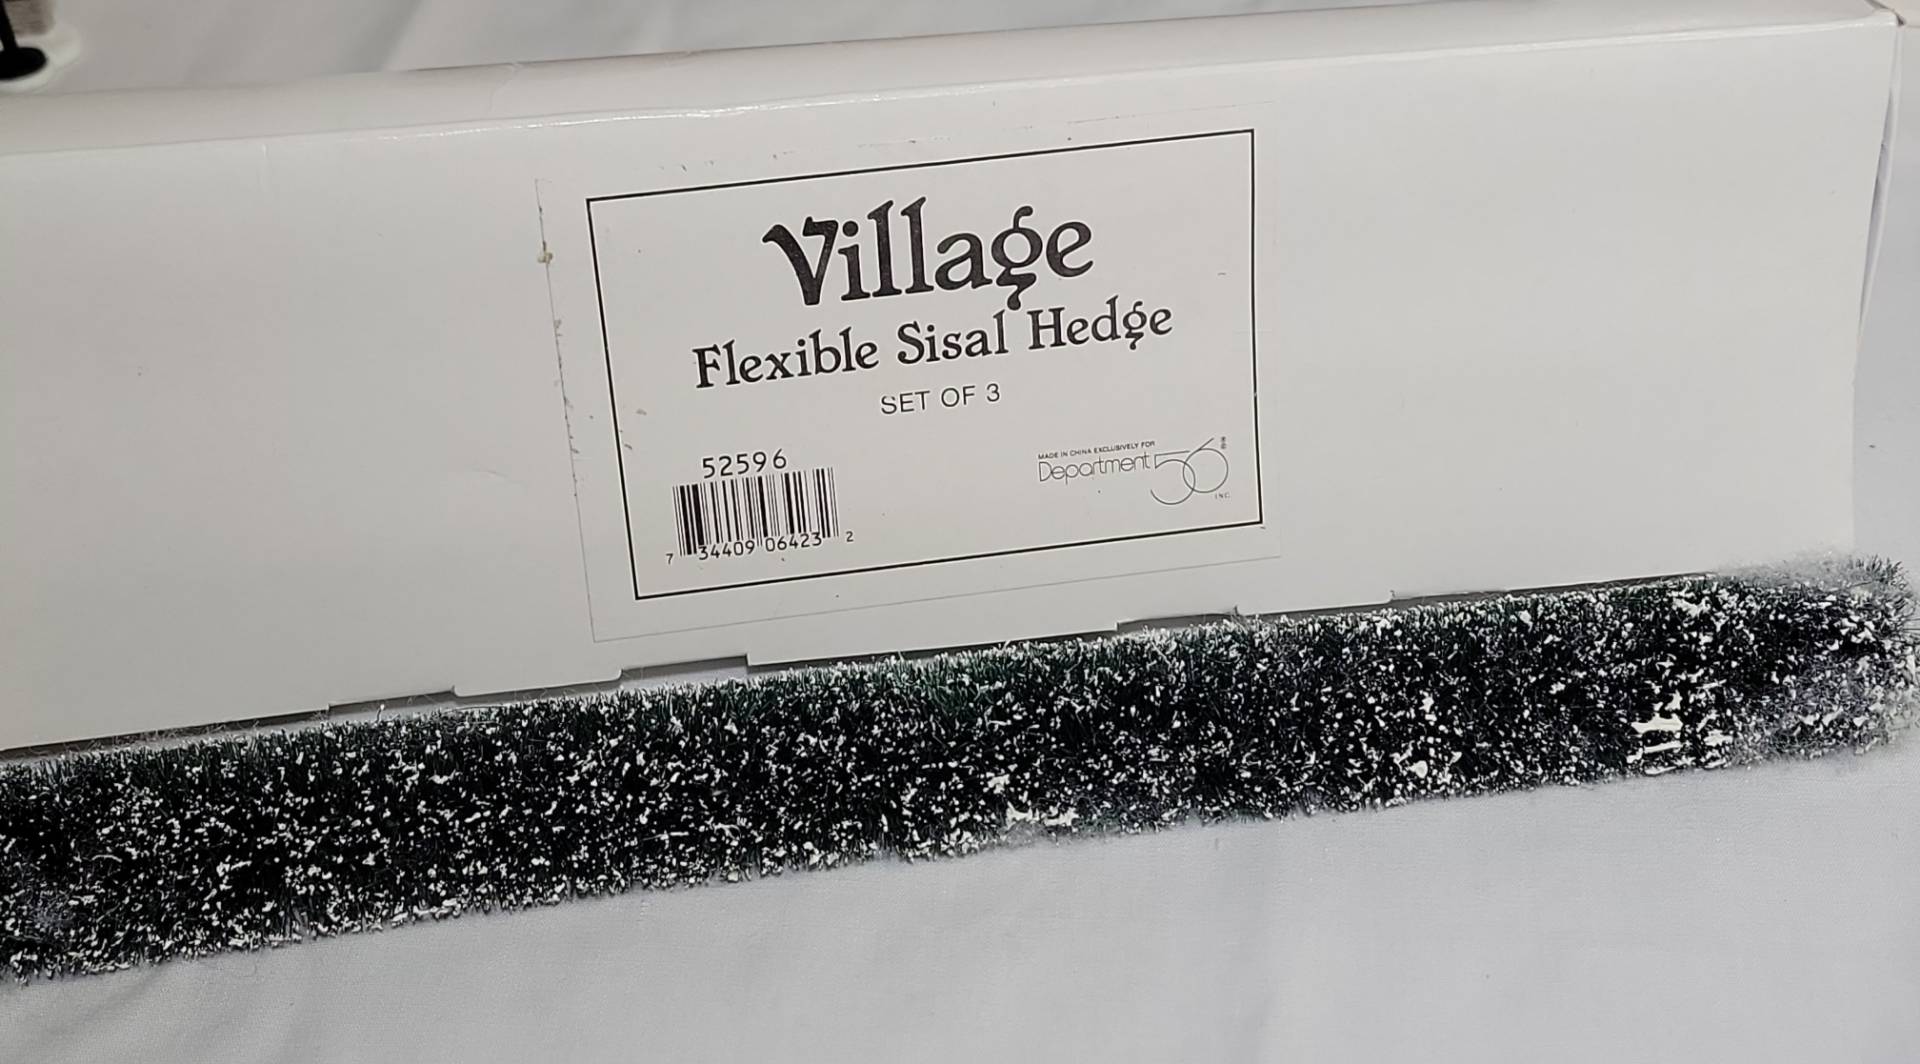 Village
Flexible Sisal Hedge
SET OF 3
52596
7 34409 06423 2
MADE IN CHINA EXCLUSIVELY FOR
Department 56 ®
INC.